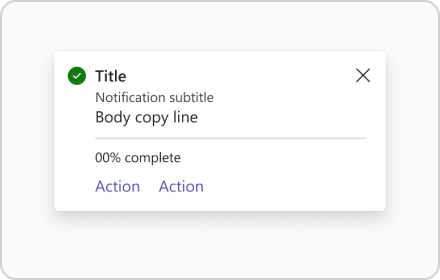 Title
Notification subtitle
Body copy line
00% complete
Action Action